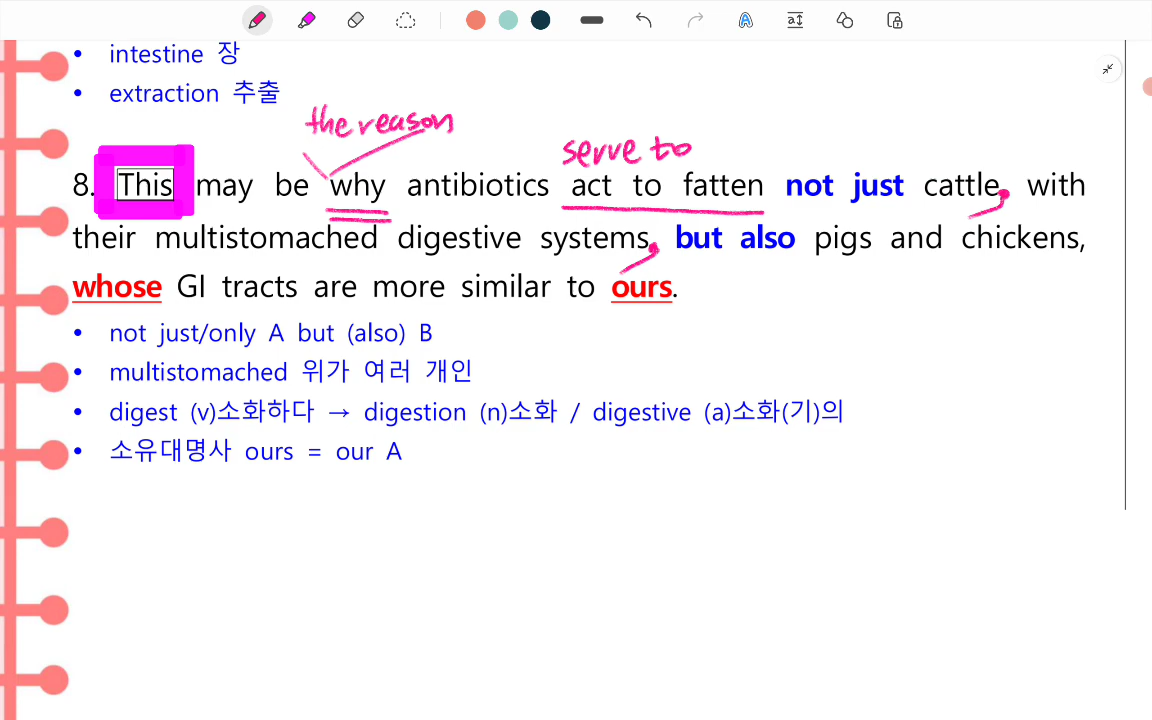 • intestine 장
• extraction 추출
the reason
serve to
8. This may be why antibiotics act to fatten not just cattle, with
their multistomached digestive systems, but also pigs and chickens,
whose GI tracts are more similar to ours.
• not just/only A but (also) B
• multistomached 위가 여러 개인
• digest (v)소화하다 → digestion (n)소화 / digestive (a)소화(기)의
• 소유대명사 ours = our A